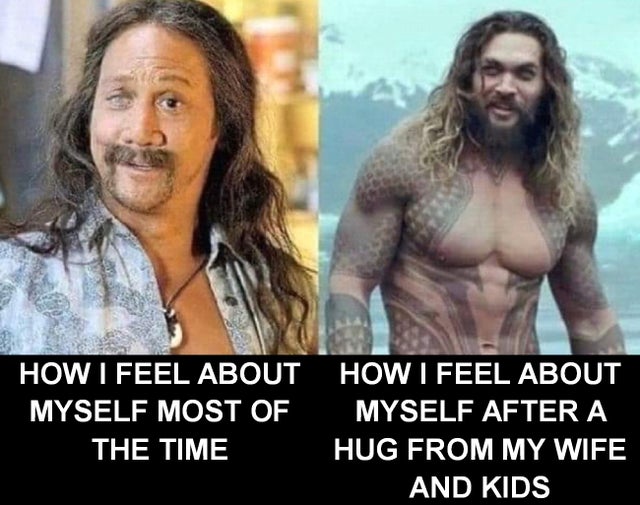 HOW I FEEL ABOUT
MYSELF MOST OF
THE TIME
HOW I FEEL ABOUT
MYSELF AFTER A
HUG FROM MY WIFE
AND KIDS